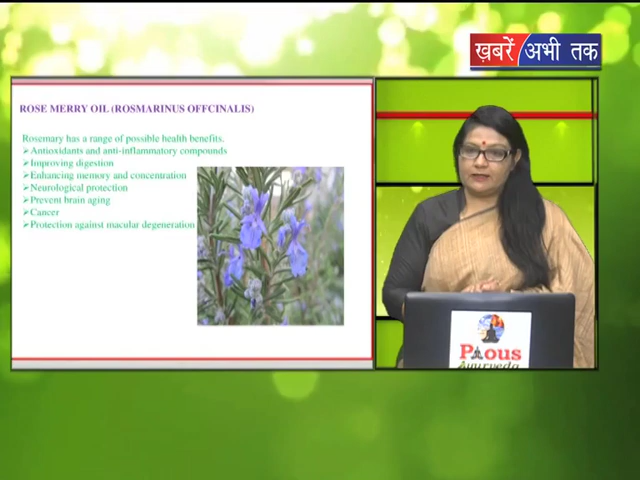 ख़बरें अभी तक
ROSE MERRY OIL (ROSMARINUS OFFCINALIS)
Rosemary has a range of possible health benefits.
➢Antioxidants and anti-inflammatory compounds
➢Improving digestion
➢Enhancing memory and concentration
➢Neurological protection
➢Prevent brain aging
➢Cancer
➢Protection against macular degeneration
Pious
Ayurveda